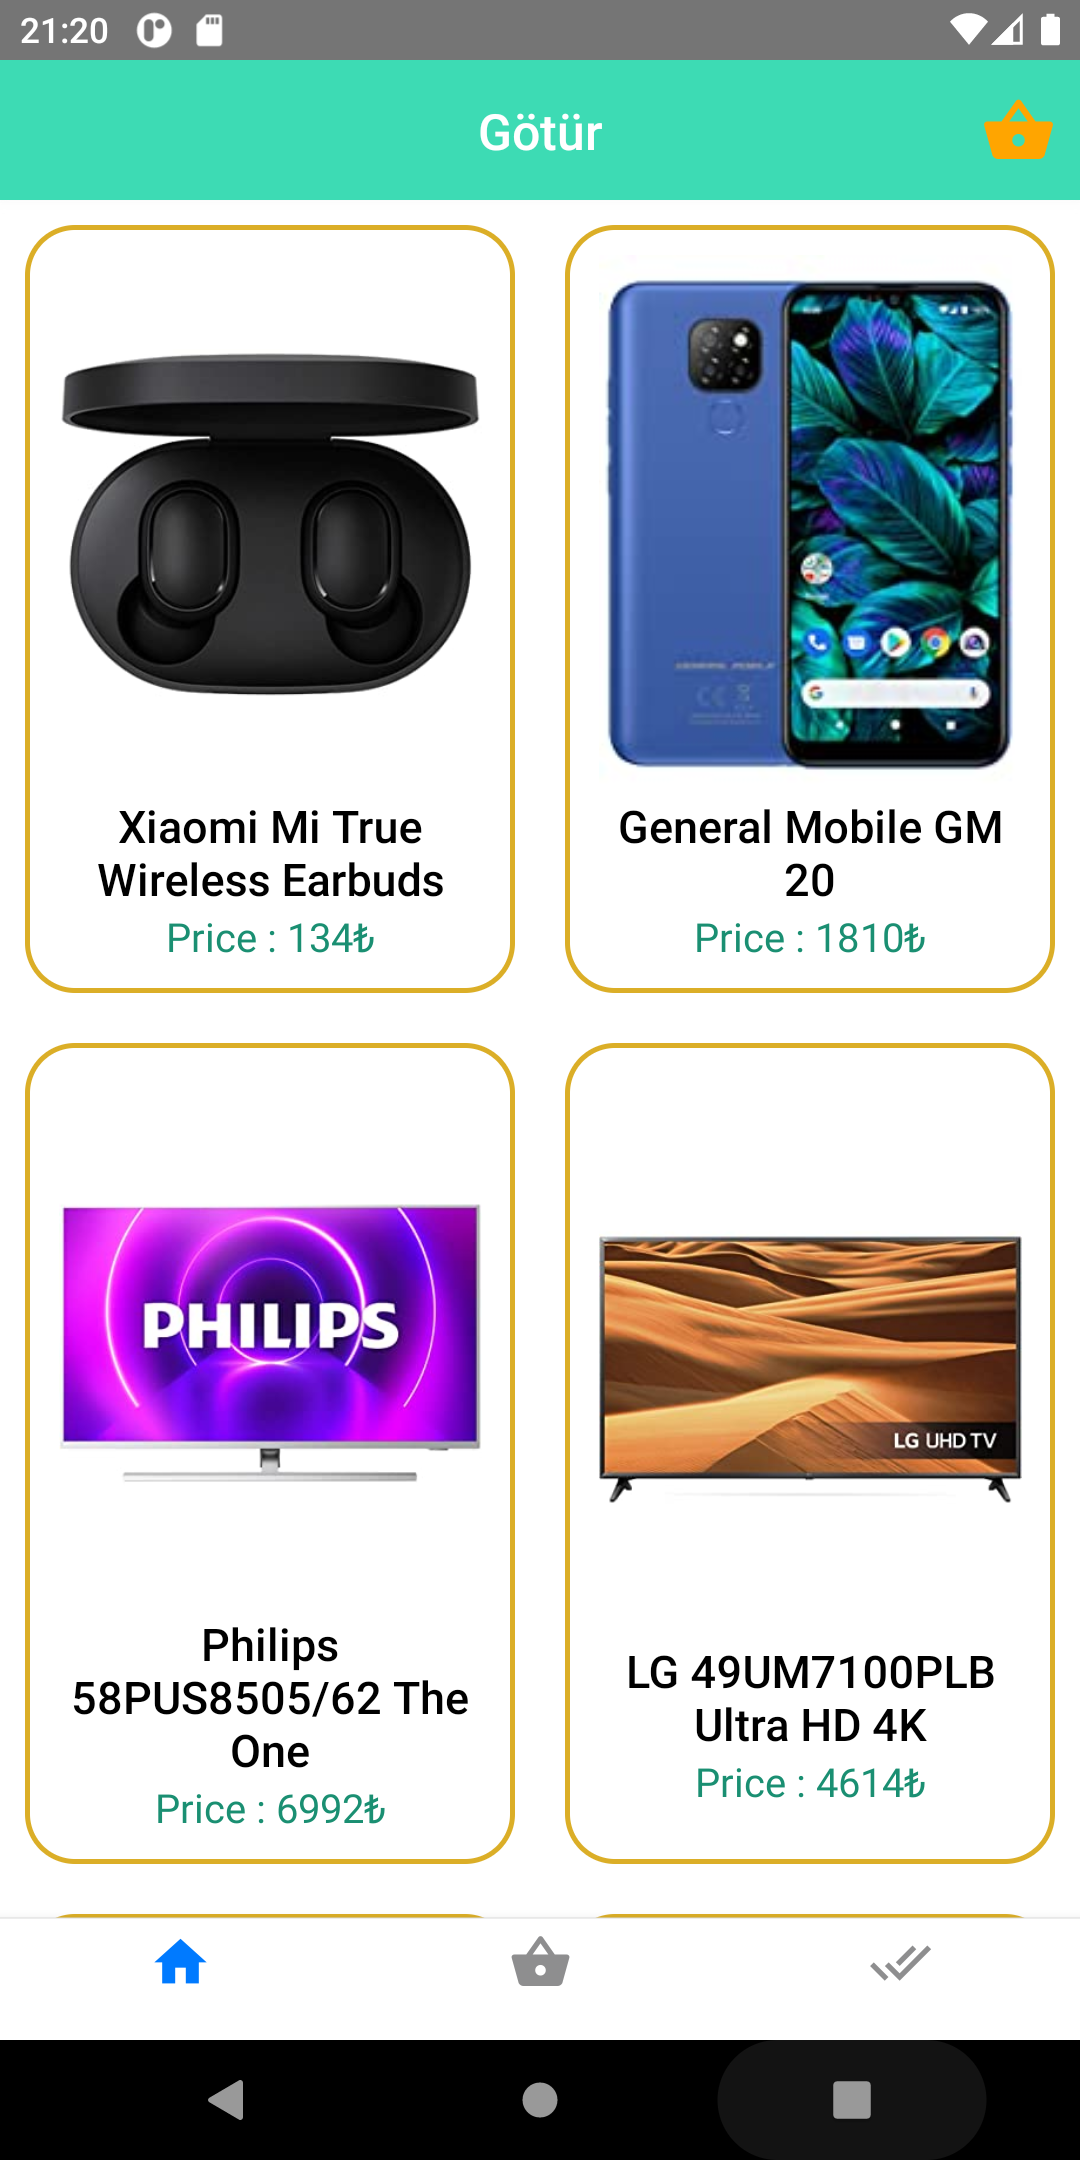 21:20
Götür
Xiaomi Mi True
Wireless Earbuds
Price : 134₺
General Mobile GM
20
Price : 1810₺
PHILIPS
Philips
58PUS8505/62 The
One
Price : 6992₺
LG UHD TV
LG 49UM7100PLB
Ultra HD 4K
Price : 4614₺